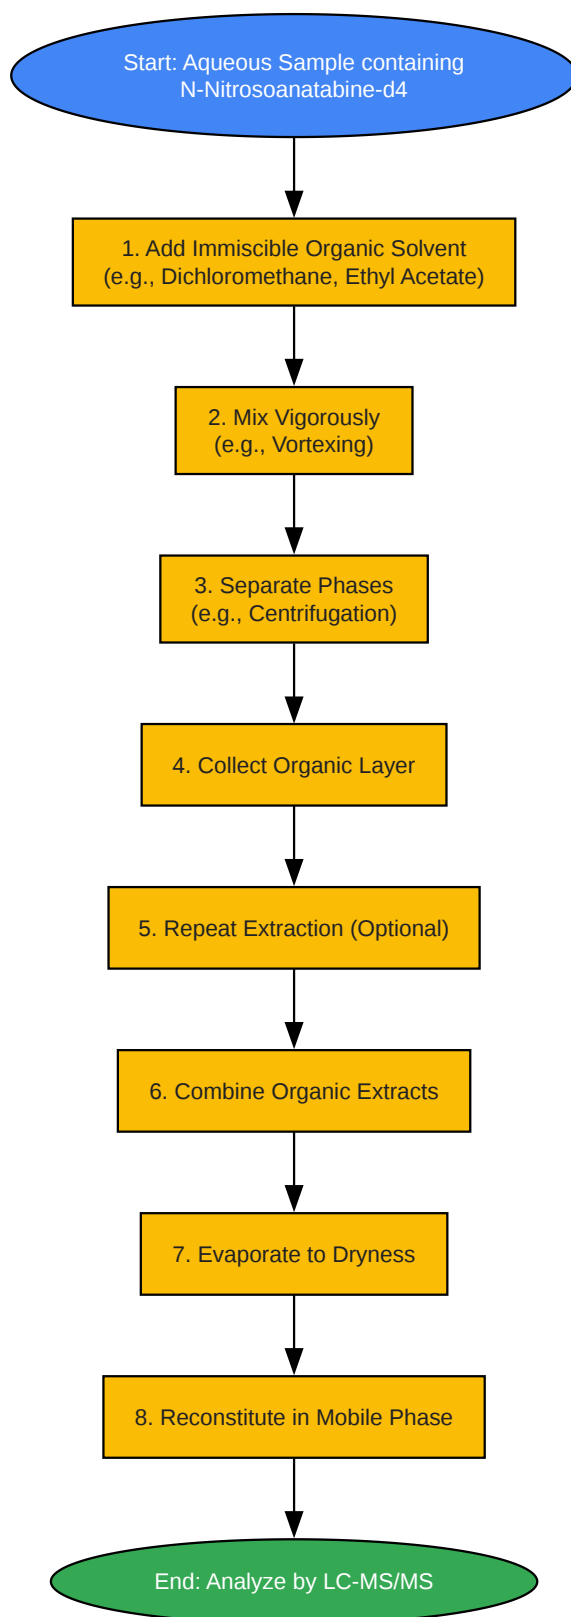 Start: Aqueous Sample containing
N-Nitrosoanatabine-d4
1. Add Immiscible Organic Solvent
(e.g., Dichloromethane, Ethyl Acetate)
2. Mix Vigorously
(e.g., Vortexing)
3. Separate Phases
(e.g., Centrifugation)
4. Collect Organic Layer
5. Repeat Extraction (Optional)
6. Combine Organic Extracts
7. Evaporate to Dryness
8. Reconstitute in Mobile Phase
End: Analyze by LC-MS/MS